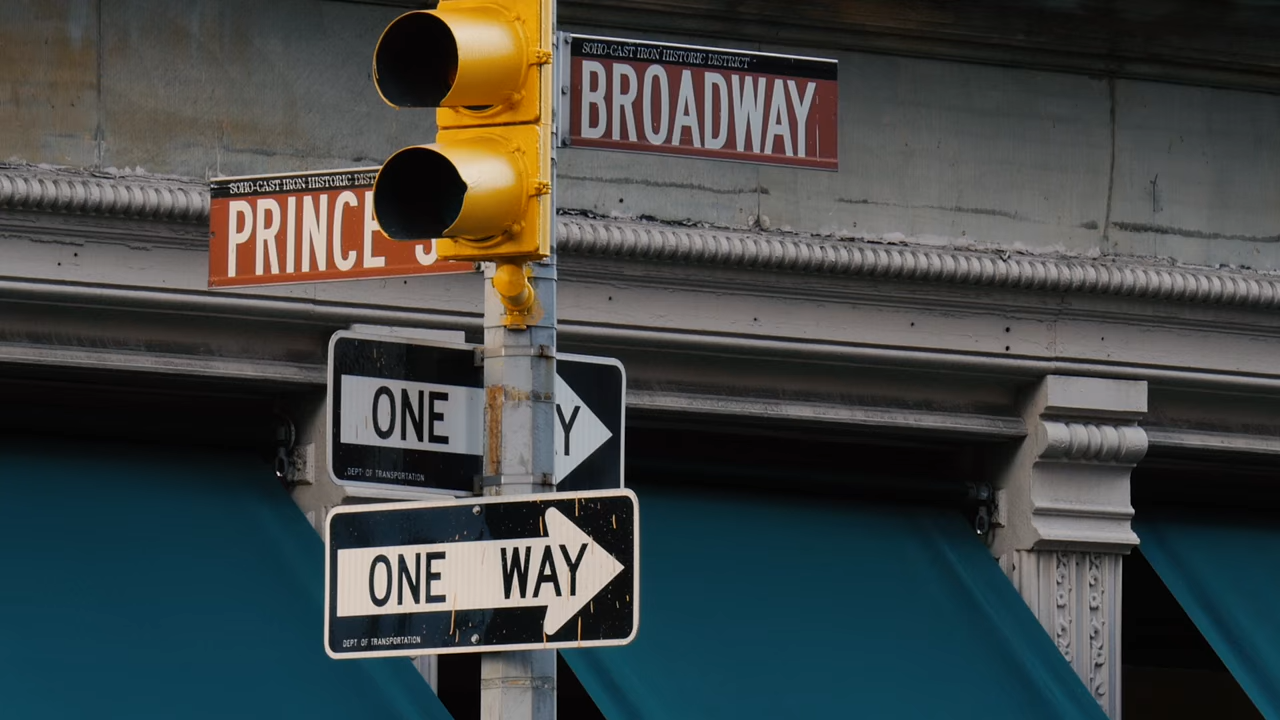 SOHO-CAST IRON HISTORIC DISTRICT
BROADWAY
SOHO-CAST IRON HISTORIC DIST
PRINCE S
ONE Y
DEPT OF TRANSPORTATION
ONE WAY
DEPT OF TRANSPORTATION